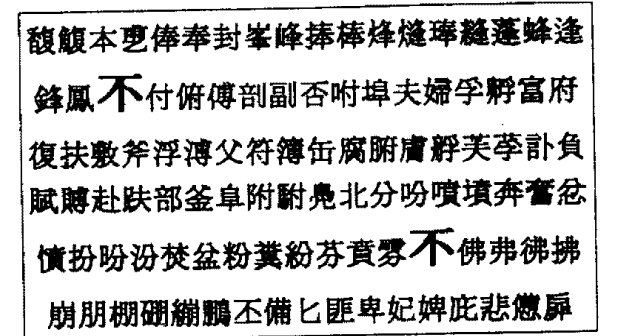 馥鰒本乶俸奉封峯峰捧棒烽熢琫縫蓬蜂逢
鋒鳳不付俯傅剖副否咐埠夫婦孚孵富府
復扶敷斧浮溥父符簿缶腐腑膚艀芙莩訃負
賦賻赴趺部釜阜附駙鳧北分吩噴墳奔奮忿
憤扮昐汾焚盆粉糞紛芬賁雰不佛弗彿拂
崩朋棚硼繃鵬丕備匕匪卑妃婢庇悲憊扉